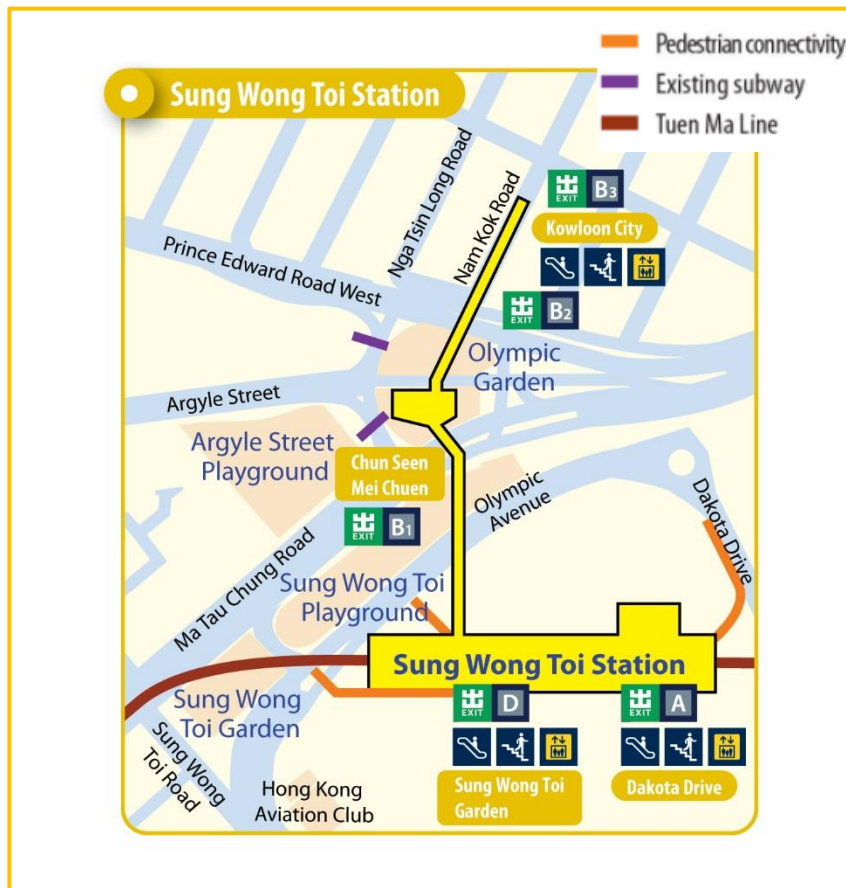 Pedestrian connectivity
Existing subway
Tuen Ma Line
Sung Wong Toi Station
Nga Tsin Long Road
Nam Kok Road
EXIT B3
Kowloon City
Prince Edward Road West
EXIT B2
Olympic
Garden
Argyle Street
Argyle Street
Playground
Chun Seen
Mei Chuen
EXIT B1
Olympic
Avenue
Dakota Drive
Ma Tau Chung Road
Sung Wong Toi
Playground
Sung Wong Toi Station
Sung Wong
Toi Garden
EXIT D
EXIT A
Sung Wong
Toi Road
Hong Kong
Aviation Club
Sung Wong Toi
Garden
Dakota Drive